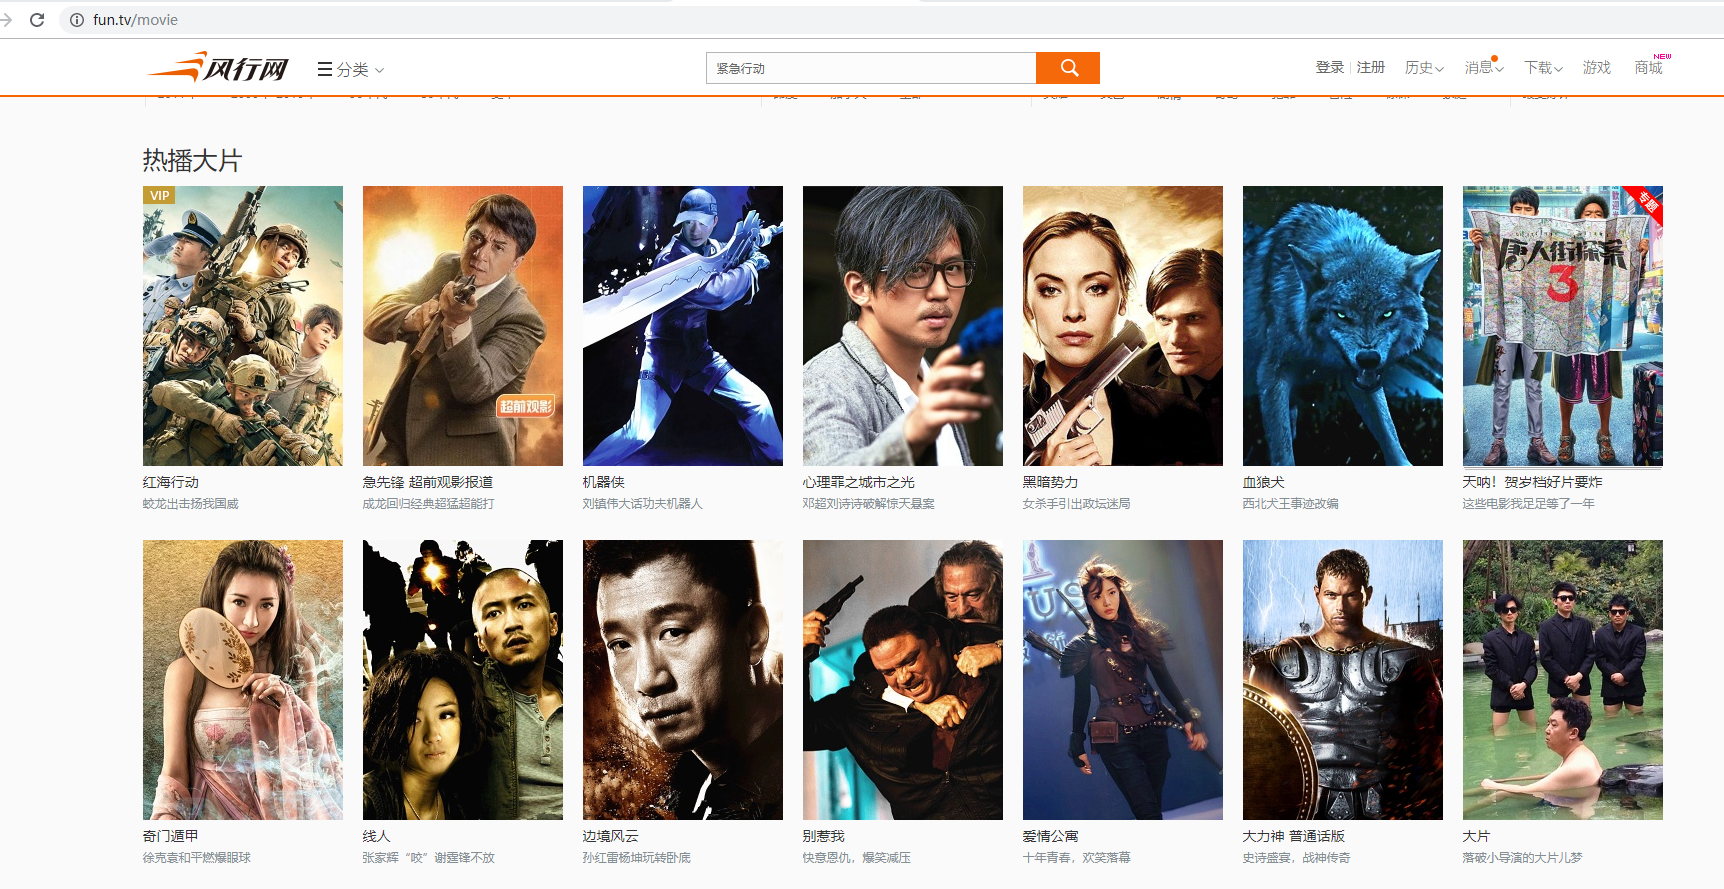 fun.tv/movie
风行网
分类
紧急行动
登录
注册
历史
消息
下载
游戏
商城
NEW
热播大片
VIP
超前观影
专题
唐人街探案
3
红海行动
急先锋 超前观影报道
机器侠
心理罪之城市之光
黑暗势力
血狼犬
天呐！贺岁档好片要炸
蛟龙出击扬我国威
成龙回归经典超猛超能打
刘镇伟大话功夫机器人
邓超刘诗诗破解惊天悬案
女杀手引出政坛迷局
西北犬王事迹改编
这些电影我足足等了一年
奇门遁甲
线人
边境风云
别惹我
爱情公寓
大力神 普通话版
大片
徐克袁和平燃爆眼球
张家辉“咬”谢霆锋不放
孙红雷杨坤玩转卧底
快意恩仇，爆笑减压
十年青春，欢笑落幕
史诗盛宴，战神传奇
落破小导演的大片儿梦